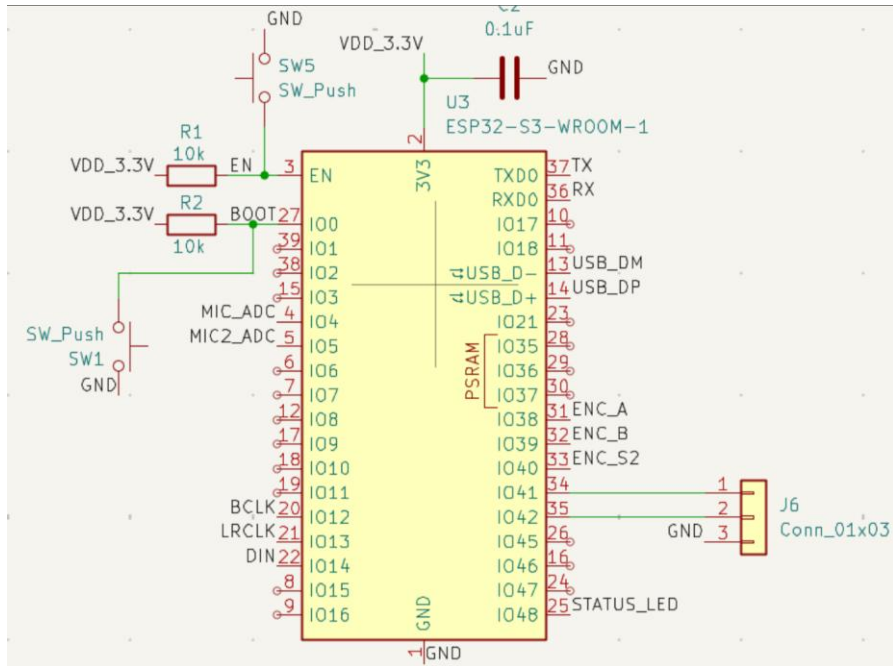 GND
C2
0.1uF
VDD_3.3V
GND
SW5
SW_Push
U3
ESP32-S3-WROOM-1
R1
10k
VDD_3.3V
EN
R2
10k
VDD_3.3V
BOOT
SW_Push
SW1
GND
2
3V3
3 EN
27 IO0
39 IO1
38 IO2
15 IO3
MIC_ADC 4 IO4
MIC2_ADC 5 IO5
6 IO6
7 IO7
12 IO8
17 IO9
18 IO10
19 IO11
BCLK 20 IO12
LRCLK 21 IO13
DIN 22 IO14
8 IO15
9 IO16
TXD0 37 TX
RXD0 36 RX
IO17 10
IO18 11
USB_D- 13 USB_DM
USB_D+ 14 USB_DP
IO21 23
PSRAM
IO35 28
IO36 29
IO37 30
IO38 31 ENC_A
IO39 32 ENC_B
IO40 33 ENC_S2
IO41 34
IO42 35
IO45 26
IO46 16
IO47 24
IO48 25 STATUS_LED
1
2
GND 3
J6
Conn_01x03
GND
1 GND